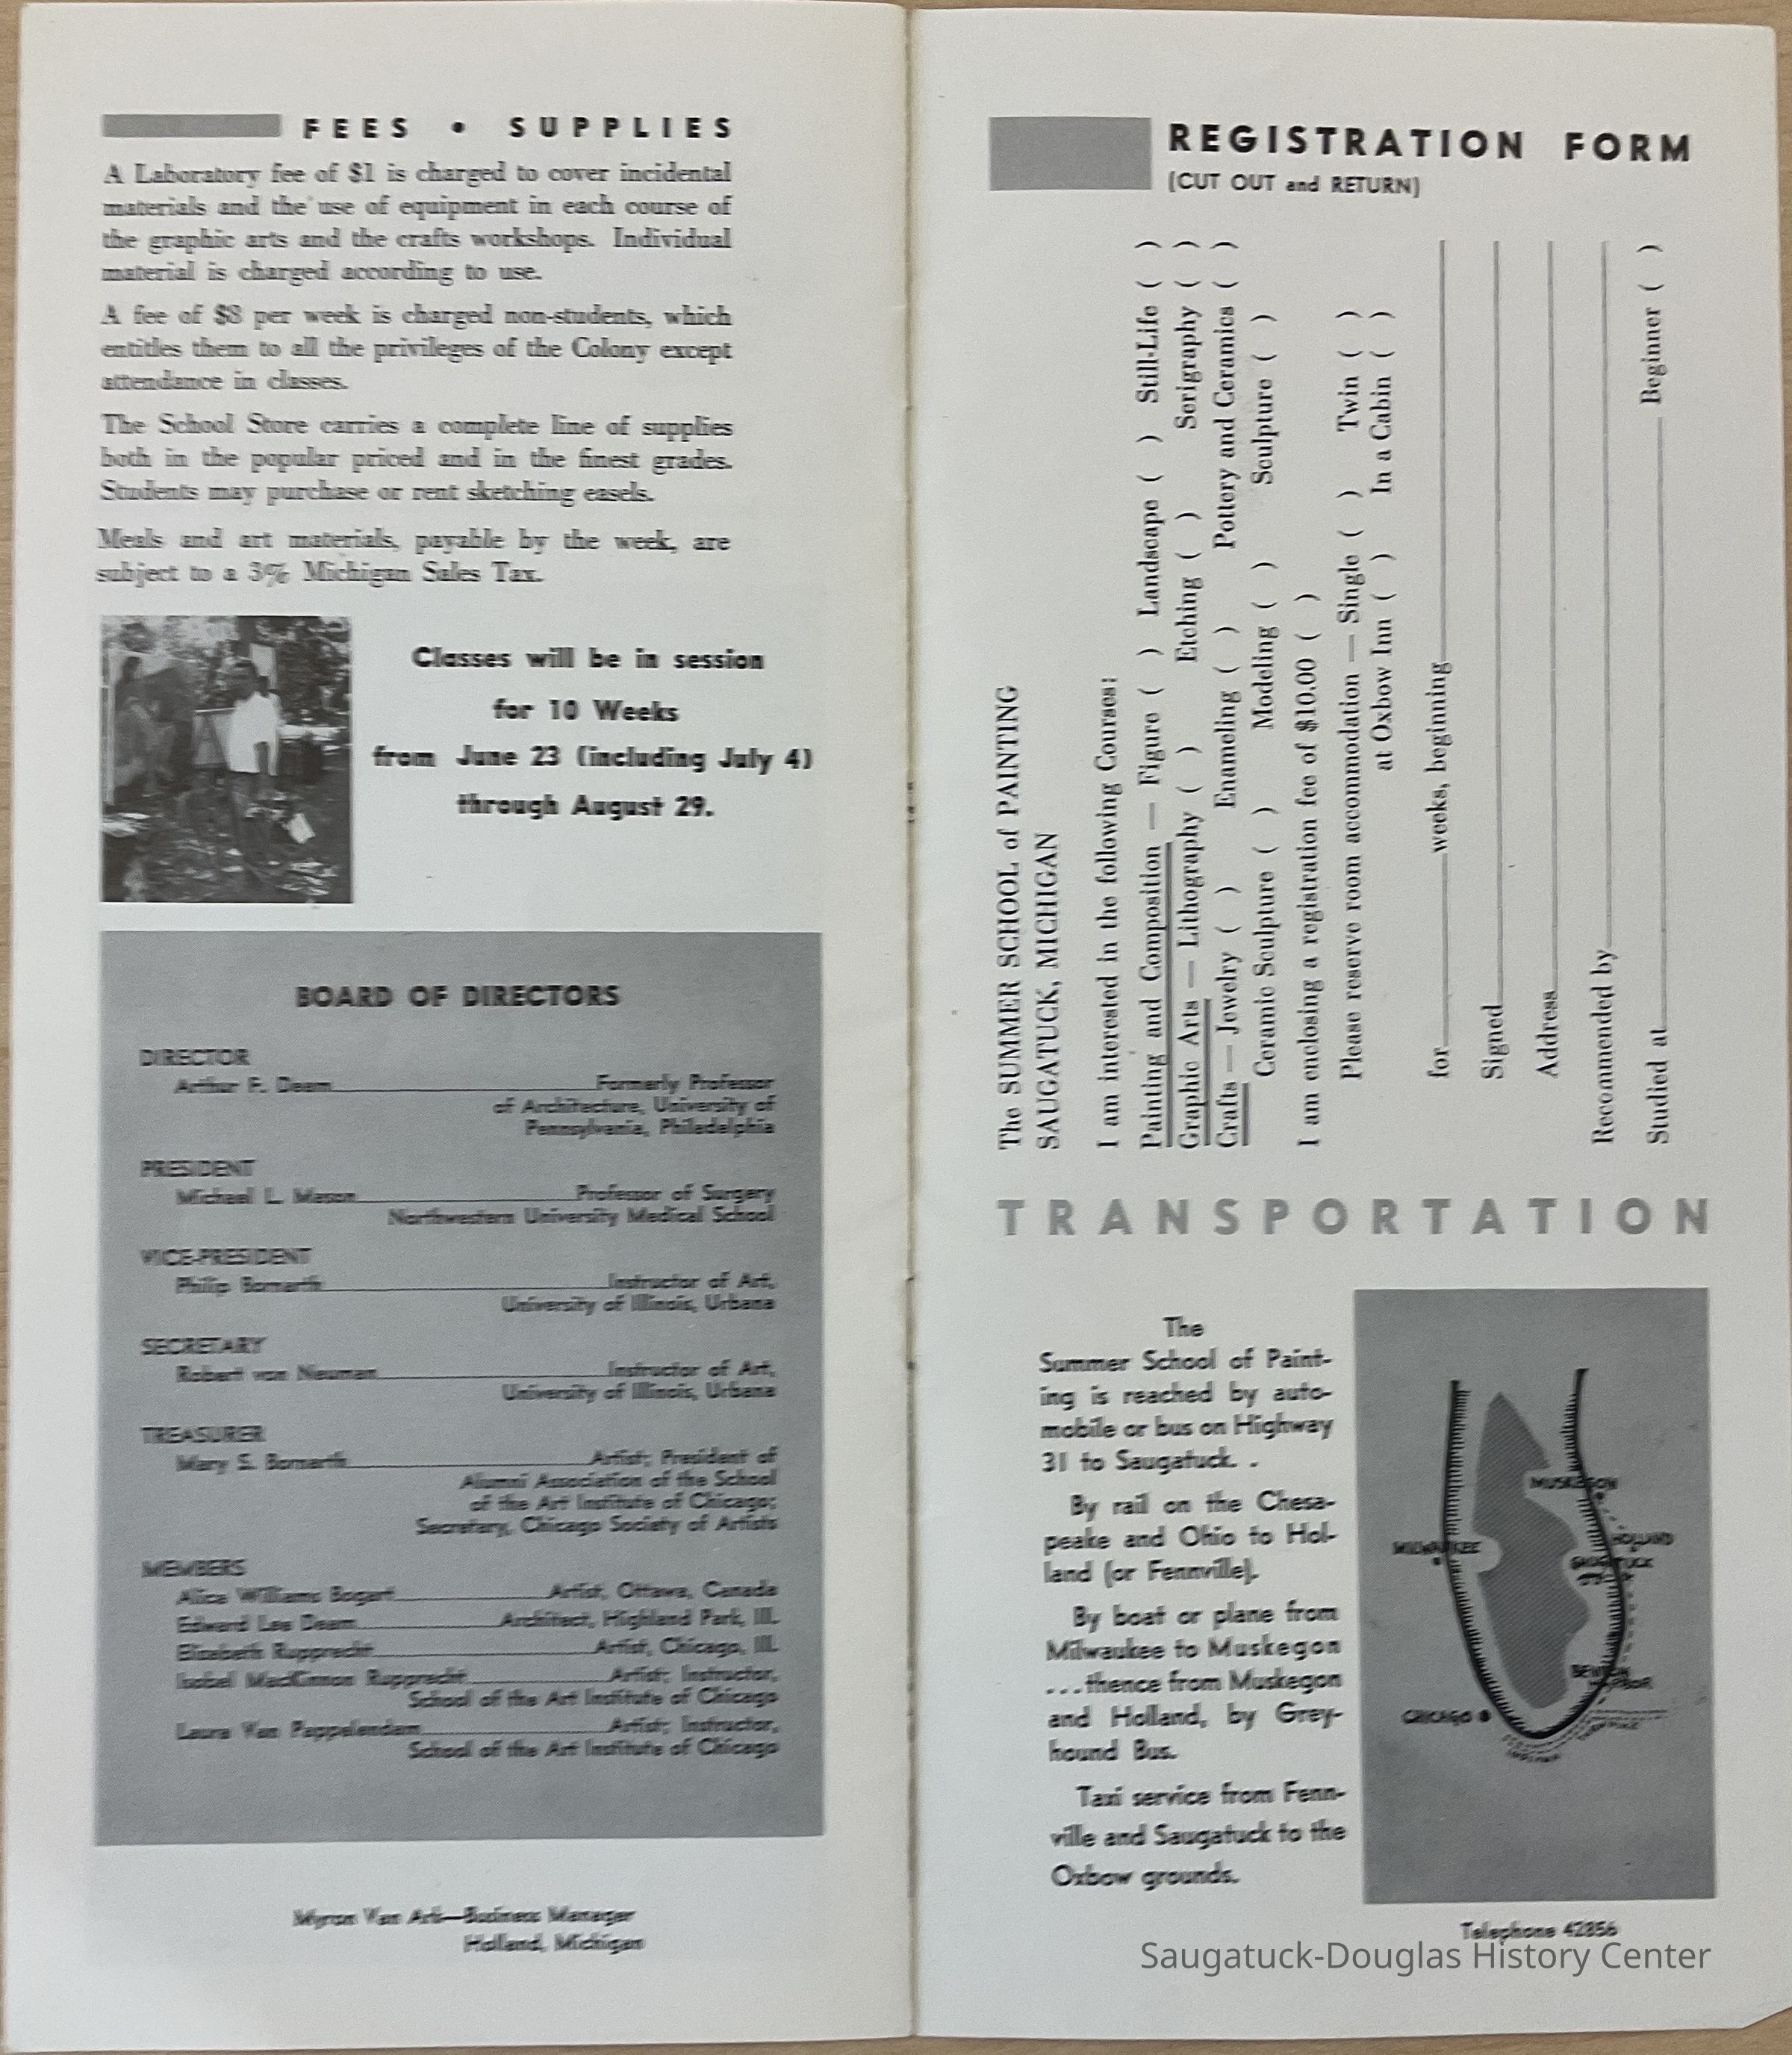 FEES • SUPPLIES
A Laboratory fee of $1 is charged to cover incidental
materials and the use of equipment in each course of
the graphic arts and the crafts workshops. Individual
material is charged according to use.
A fee of $8 per week is charged non-students, which
entitles them to all the privileges of the Colony except
attendance in classes.
The School Store carries a complete line of supplies
both in the popular priced and in the finest grades.
Students may purchase or rent sketching easels.
Meals and art materials, payable by the week, are
subject to a 3% Michigan Sales Tax.
Classes will be in session
for 10 Weeks
from June 23 (including July 4)
through August 29.
BOARD OF DIRECTORS
DIRECTOR
Arthur F. Deam Formerly Professor
of Architecture, University of
Pennsylvania, Philadelphia
PRESIDENT
Michael L. Mason Professor of Surgery
Northwestern University Medical School
VICE-PRESIDENT
Philip Bornarth Instructor of Art,
University of Illinois, Urbana
SECRETARY
Robert von Neuman Instructor of Art,
University of Illinois, Urbana
TREASURER
Mary S. Bornarth Artist; President of
Alumni Association of the School
of the Art Institute of Chicago;
Secretary, Chicago Society of Artists
MEMBERS
Alice Williams Bogart Artist, Ottawa, Canada
Edward Lee Deam Architect, Highland Park, Ill.
Elizabeth Rupprecht Artist, Chicago, Ill.
Isobel MacKinnon Rupprecht Artist; Instructor,
School of the Art Institute of Chicago
Laura Van Pappelendam Artist; Instructor,
School of the Art Institute of Chicago
Myron Van Ark—Business Manager
Holland, Michigan
REGISTRATION FORM
(CUT OUT and RETURN)
The SUMMER SCHOOL of PAINTING
SAUGATUCK, MICHIGAN
I am interested in the following Courses:
Painting and Composition — Figure ( ) Landscape ( ) Still-Life ( )
Graphic Arts — Lithography ( ) Etching ( ) Serigraphy ( )
Crafts — Jewelry ( ) Enameling ( ) Pottery and Ceramics ( )
Ceramic Sculpture ( ) Modeling ( ) Sculpture ( )
I am enclosing a registration fee of $10.00 ( )
Please reserve room accommodation — Single ( ) Twin ( )
at Oxbow Inn ( ) In a Cabin ( )
for weeks, beginning
Signed
Address
Recommended by
Studied at Beginner ( )
TRANSPORTATION
The
Summer School of Paint-
ing is reached by auto-
mobile or bus on Highway
31 to Saugatuck. .
By rail on the Chesa-
peake and Ohio to Hol-
land (or Fennville).
By boat or plane from
Milwaukee to Muskegon
...thence from Muskegon
and Holland, by Grey-
hound Bus.
Taxi service from Fenn-
ville and Saugatuck to the
Oxbow grounds.
MUSKEGON
MILWAUKEE
HOLLAND
SAUGATUCK
BENTON
HARBOR
CHICAGO
INDIANA
Telephone 42856
Saugatuck-Douglas History Center